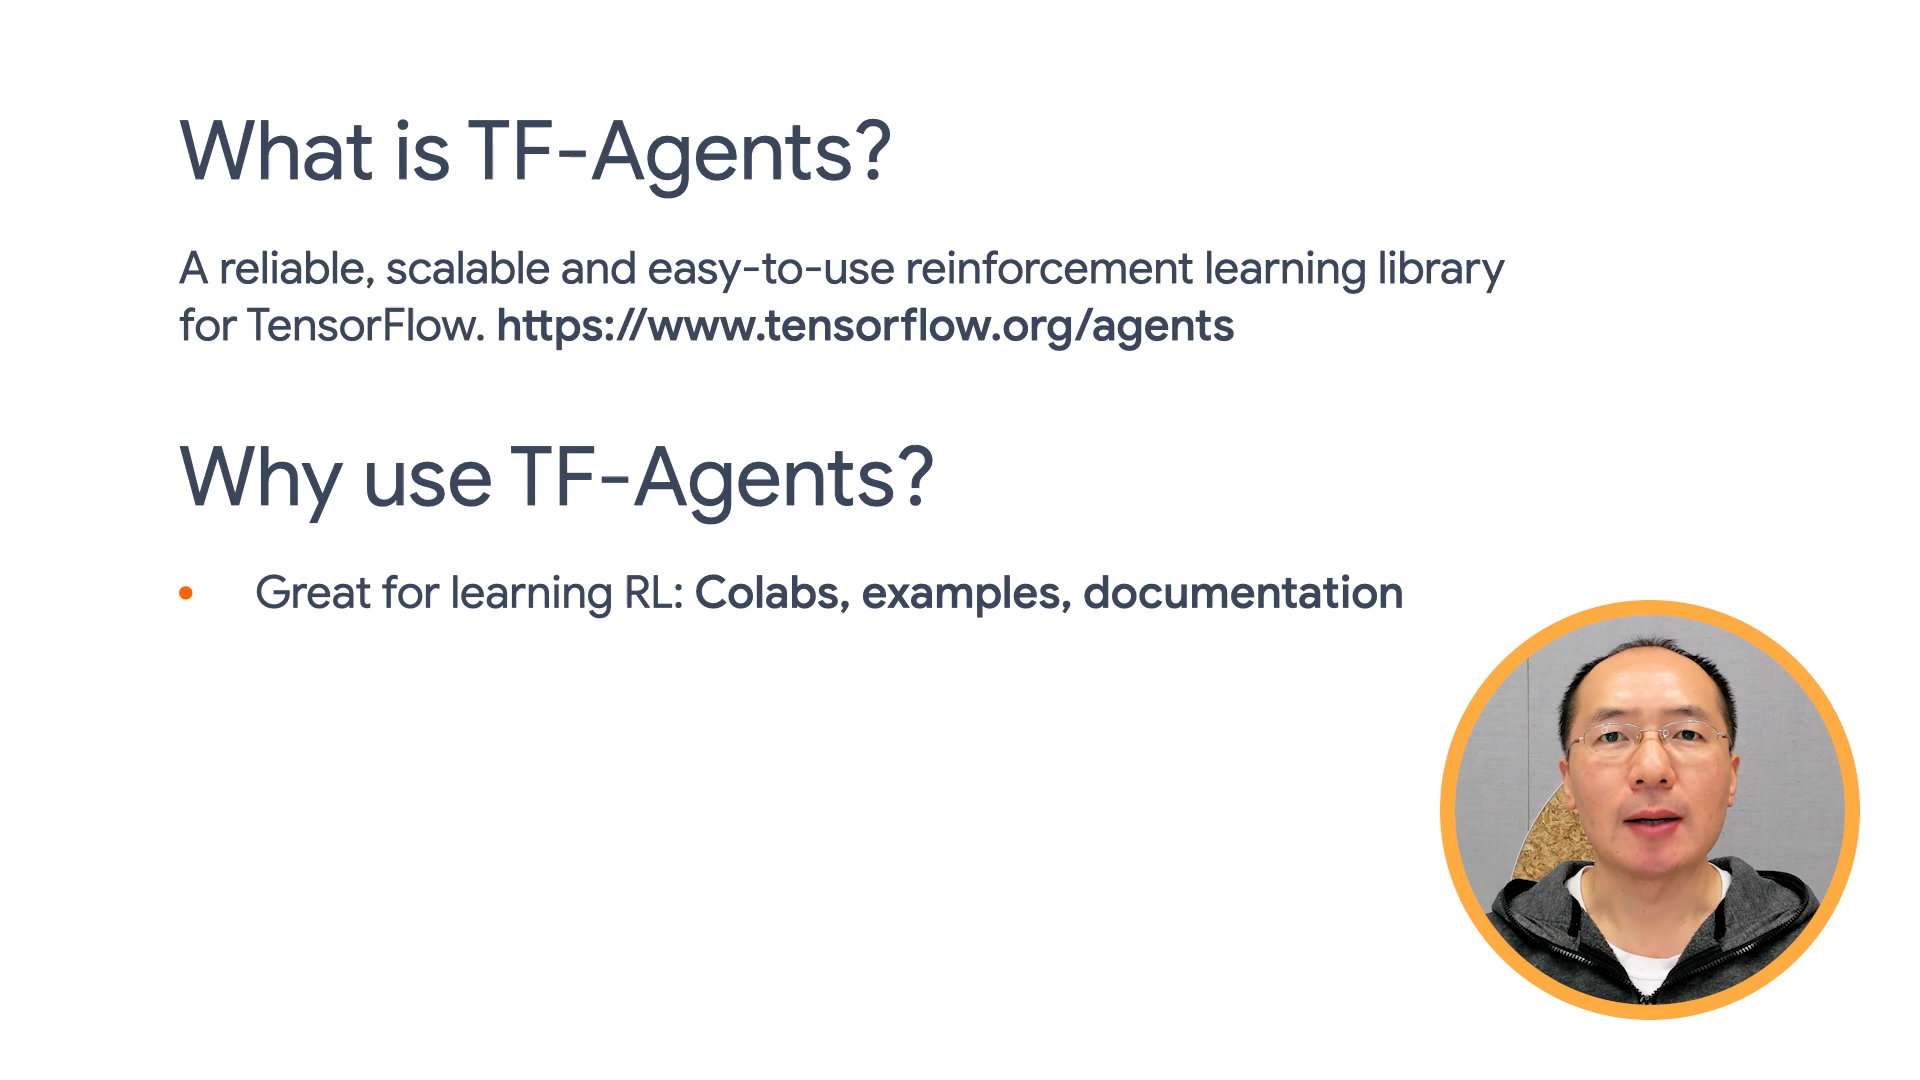 What is TF-Agents?
A reliable, scalable and easy-to-use reinforcement learning library
for TensorFlow. https://www.tensorflow.org/agents
Why use TF-Agents?
• Great for learning RL: Colabs, examples, documentation